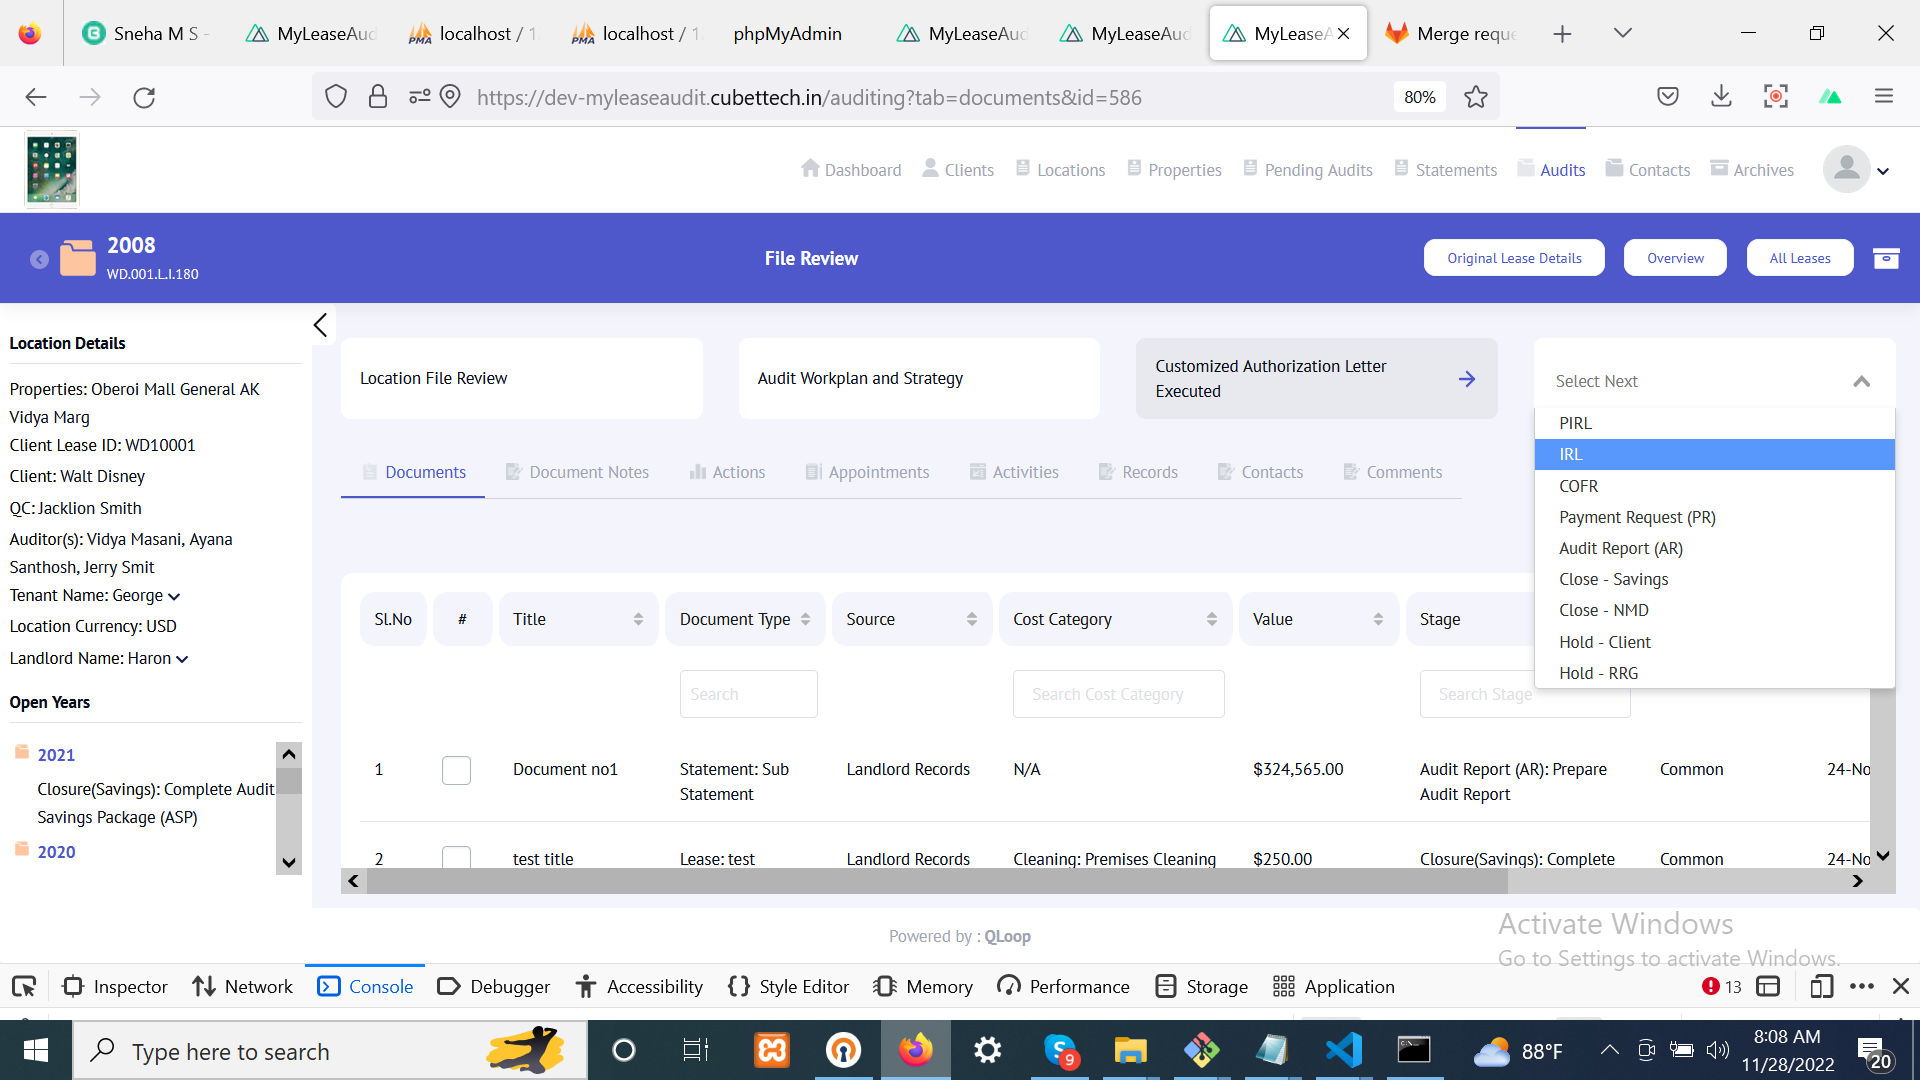 Sneha M S -
MyLeaseAud
localhost / 1
localhost / 1
phpMyAdmin
MyLeaseAud
MyLeaseAud
MyLeaseA
Merge reque
https://dev-myleaseaudit.cubettech.in/auditing?tab=documents&id=586
80%
Dashboard
Clients
Locations
Properties
Pending Audits
Statements
Audits
Contacts
Archives
2008
WD.001.L.I.180
File Review
Original Lease Details
Overview
All Leases
Location Details
Properties: Oberoi Mall General AK
Vidya Marg
Client Lease ID: WD10001
Client: Walt Disney
QC: Jacklion Smith
Auditor(s): Vidya Masani, Ayana
Santhosh, Jerry Smit
Tenant Name: George
Location Currency: USD
Landlord Name: Haron
Open Years
2021
Closure(Savings): Complete Audit
Savings Package (ASP)
2020
Location File Review
Audit Workplan and Strategy
Customized Authorization Letter
Executed
Select Next
PIRL
IRL
COFR
Payment Request (PR)
Audit Report (AR)
Close - Savings
Close - NMD
Hold - Client
Hold - RRG
Documents
Document Notes
Actions
Appointments
Activities
Records
Contacts
Comments
Sl.No
#
Title
Document Type
Source
Cost Category
Value
Stage
Search
Search Cost Category
Search Stage
1
Document no1
Statement: Sub
Statement
Landlord Records
N/A
$324,565.00
Audit Report (AR): Prepare
Audit Report
Common
24-No
2
test title
Lease: test
Landlord Records
Cleaning: Premises Cleaning
$250.00
Closure(Savings): Complete
Common
24-No
Powered by : QLoop
Activate Windows
Go to Settings to activate Windows.
Inspector
Network
Console
Debugger
Accessibility
Style Editor
Memory
Performance
Storage
Application
13
Type here to search
9
88°F
8:08 AM
11/28/2022
20